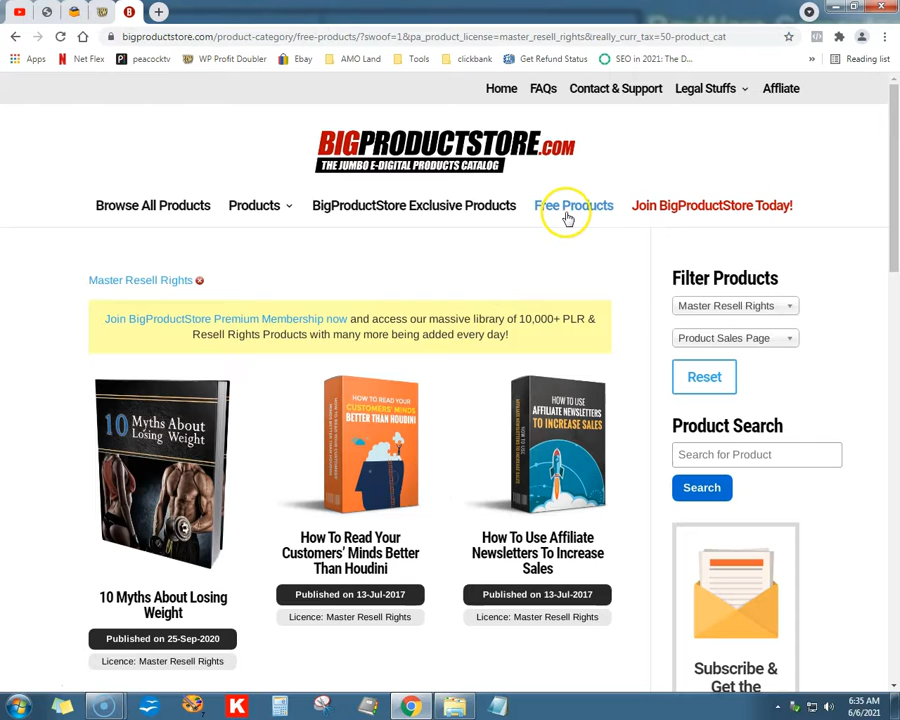 bigproductstore.com/product-category/free-products/?swoof=1&pa_product_license=master_resell_rights&really_curr_tax=50-product_cat
Apps Net Flex peacocktv WP Profit Doubler Ebay AMO Land Tools clickbank Get Refund Status SEO in 2021: The D... » Reading list
Home FAQs Contact & Support Legal Stuffs Affliate
BIGPRODUCTSTORE.COM
THE JUMBO E-DIGITAL PRODUCTS CATALOG
Browse All Products Products BigProductStore Exclusive Products Free Products Join BigProductStore Today!
Master Resell Rights
Join BigProductStore Premium Membership now and access our massive library of 10,000+ PLR &
Resell Rights Products with many more being added every day!
10 Myths About
Losing Weight
HOW TO READ YOUR
CUSTOMERS' MINDS
BETTER THAN HOUDINI
HOW TO USE
AFFILIATE NEWSLETTERS
TO INCREASE SALES
10 Myths About Losing
Weight
Published on 25-Sep-2020
Licence: Master Resell Rights
How To Read Your
Customers' Minds Better
Than Houdini
Published on 13-Jul-2017
Licence: Master Resell Rights
How To Use Affiliate
Newsletters To Increase
Sales
Published on 13-Jul-2017
Licence: Master Resell Rights
Filter Products
Master Resell Rights
Product Sales Page
Reset
Product Search
Search for Product
Search
Subscribe &
Get the
6:35 AM
6/6/2021